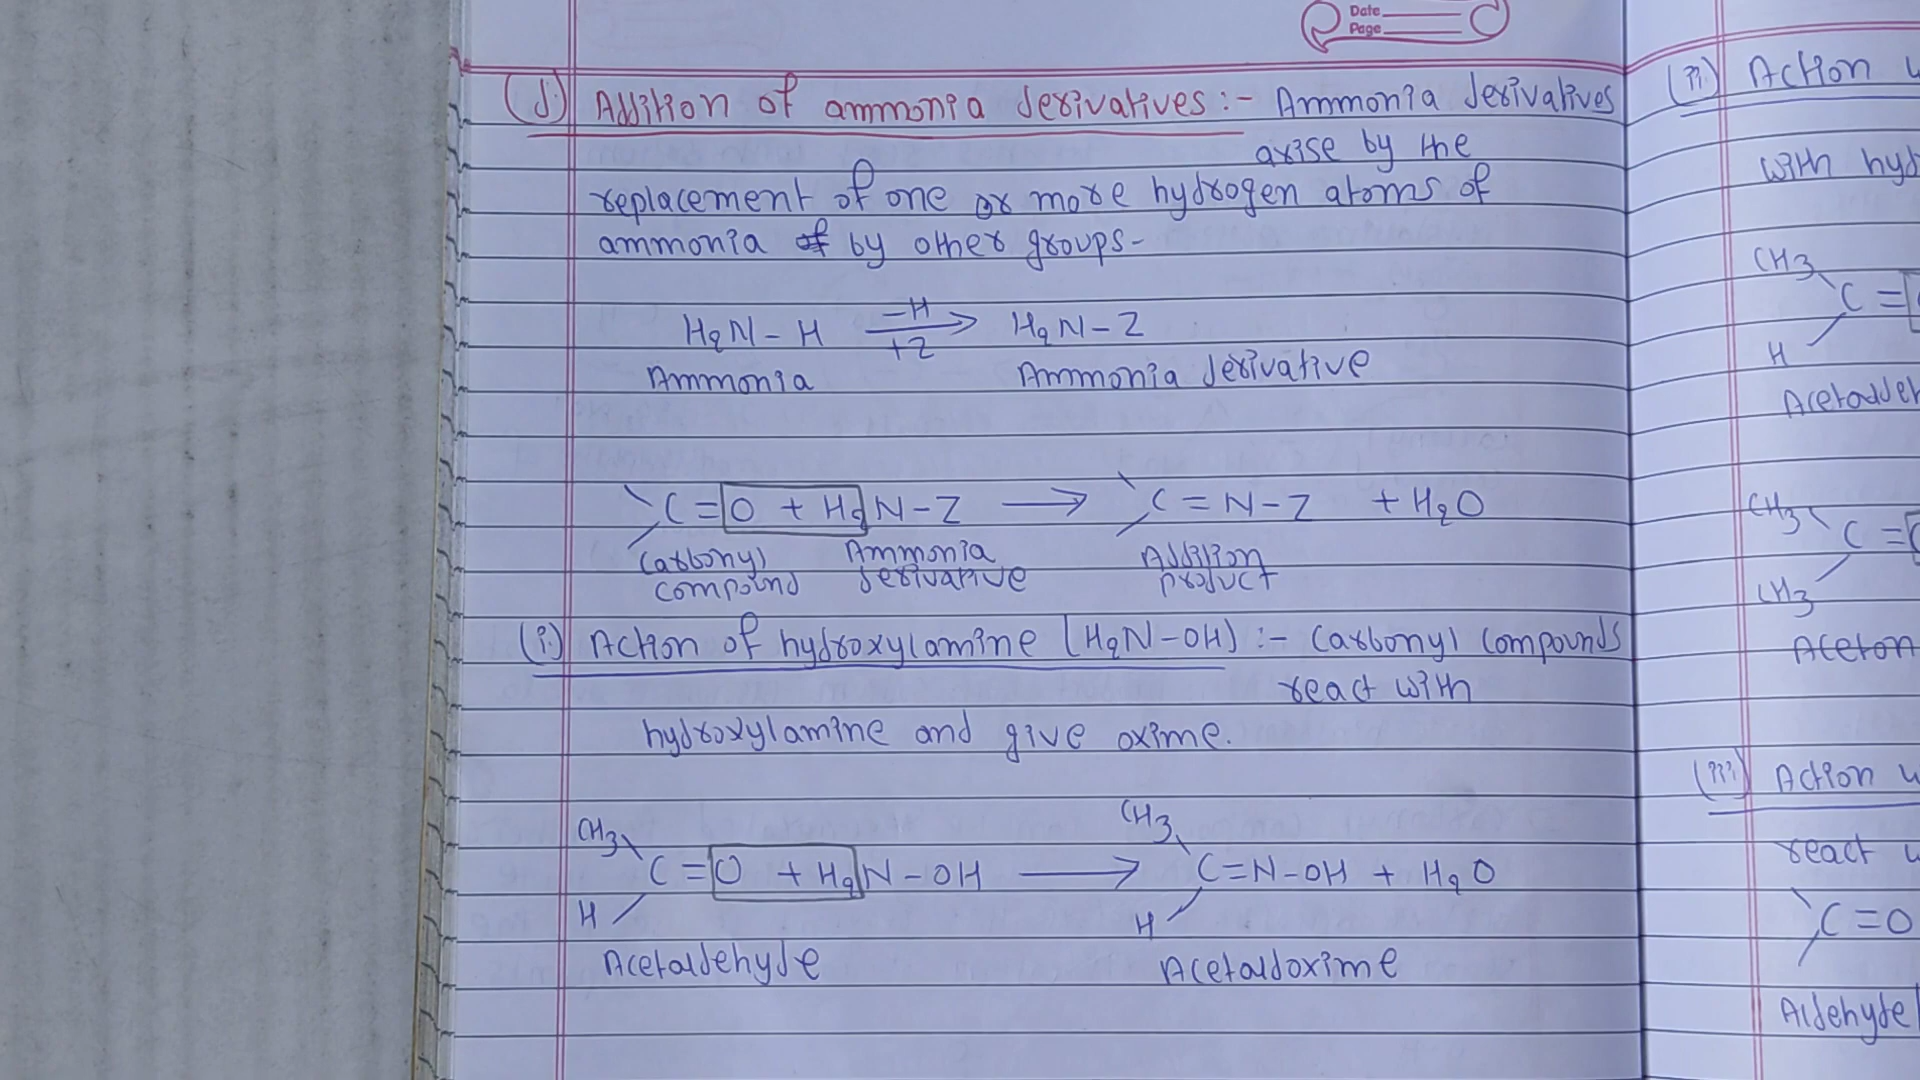 Date
Page
(d.) Addition of ammonia derivatives:- Ammonia derivatives
arise by the
replacement of one or more hydrogen atoms of
ammonia by other groups-
H2N-H —H +Z → H2N-Z
Ammonia Ammonia derivative
C=O + H2N-Z → C=N-Z + H2O
Carbonyl compound Ammonia derivative Addition product
(i.) Action of hydroxylamine [H2N-OH) :- Carbonyl compounds
react with
hydroxylamine and give oxime.
CH3 CH3
C=O + H2N-OH → C=N-OH + H2O
H H
Acetaldehyde Acetaldoxime
(ii) Action
with
CH3
C=
H
CH3
C=
CH3
(iii) Action
react
C=O
Aldehyde